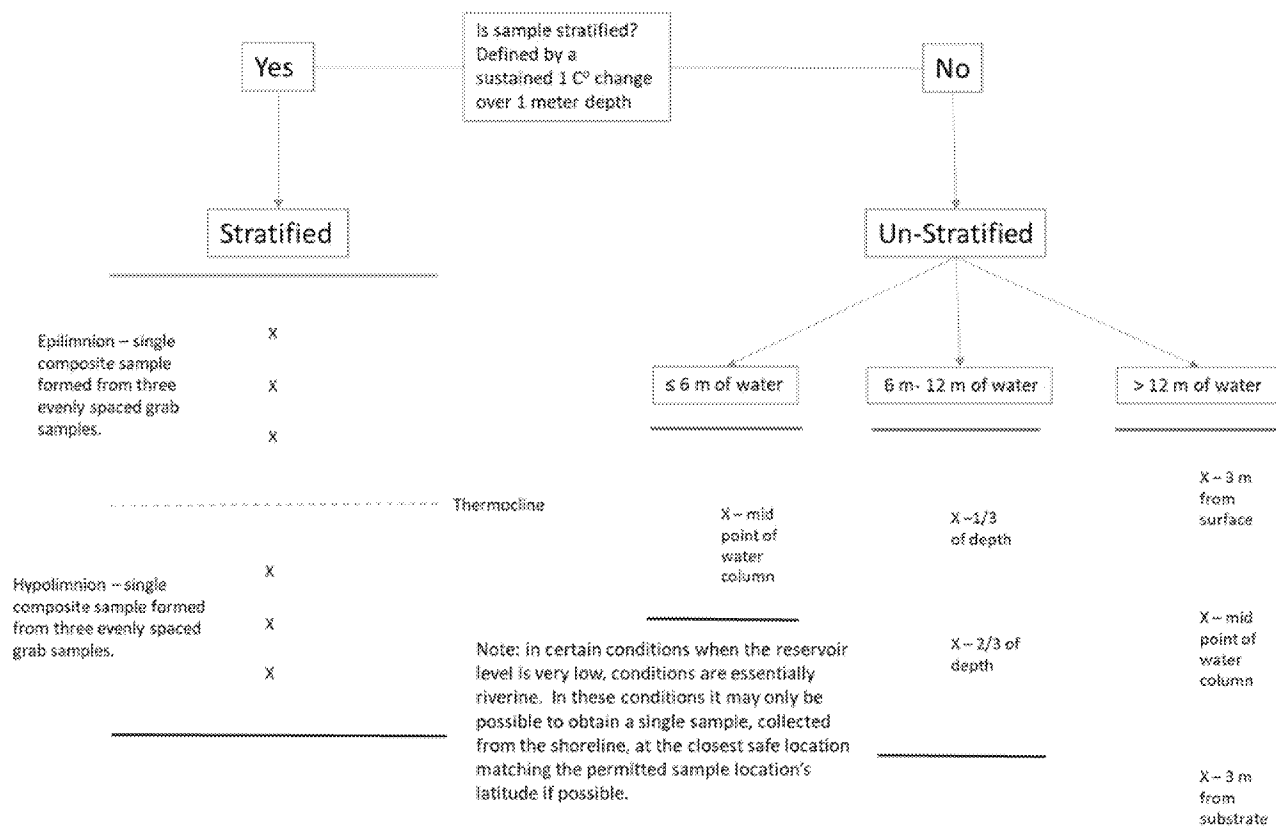 Is sample stratified?
Defined by a
sustained 1 C° change
over 1 meter depth
Yes
No
Stratified
Un-Stratified
Epilimnion – single
composite sample
formed from three
evenly spaced grab
samples.
X
X
X
≤ 6 m of water
6 m- 12 m of water
> 12 m of water
Thermocline
Hypolimnion – single
composite sample formed
from three evenly spaced
grab samples.
X
X
X
X – mid
point of
water
column
X –1/3
of depth
X – 2/3 of
depth
X – 3 m
from
surface
X – mid
point of
water
column
X – 3 m
from
substrate
Note: in certain conditions when the reservoir
level is very low, conditions are essentially
riverine. In these conditions it may only be
possible to obtain a single sample, collected
from the shoreline, at the closest safe location
matching the permitted sample location's
latitude if possible.